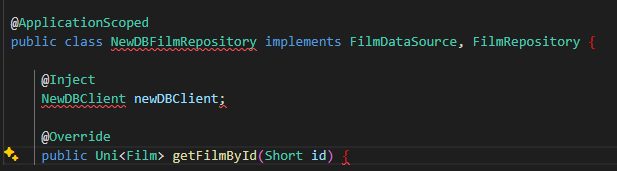 @ApplicationScoped
public class NewDBFilmRepository implements FilmDataSource, FilmRepository {
@Inject
NewDBClient newDBClient;
@Override
public Uni<Film> getFilmById(Short id) {